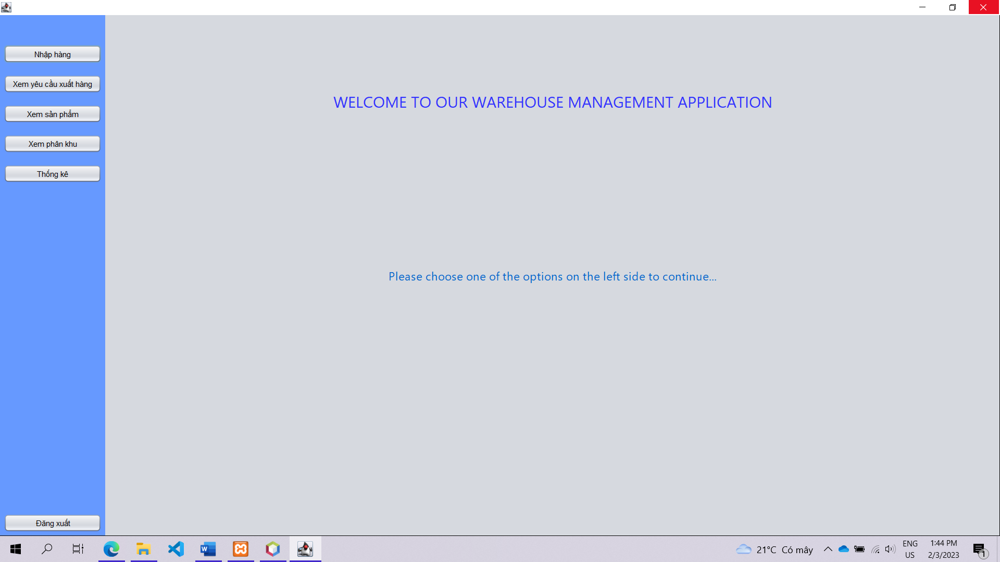 Nhập hàng
Xem yêu cầu xuất hàng
Xem sản phẩm
Xem phân khu
Thống kê
Đăng xuất
WELCOME TO OUR WAREHOUSE MANAGEMENT APPLICATION
Please choose one of the options on the left side to continue...
21°C Có mây
ENG
US
1:44 PM
2/3/2023
1